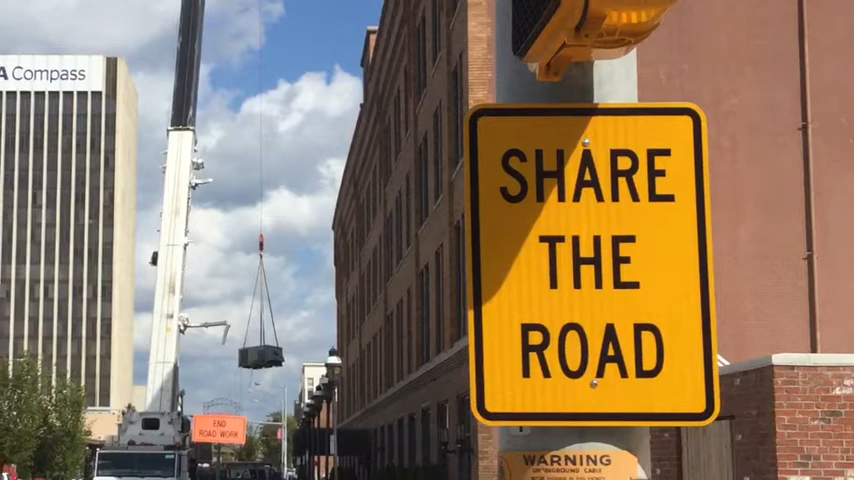 A Compass
SHARE
THE
ROAD
END
ROAD WORK
WARNING
UNDERGROUND CABLE